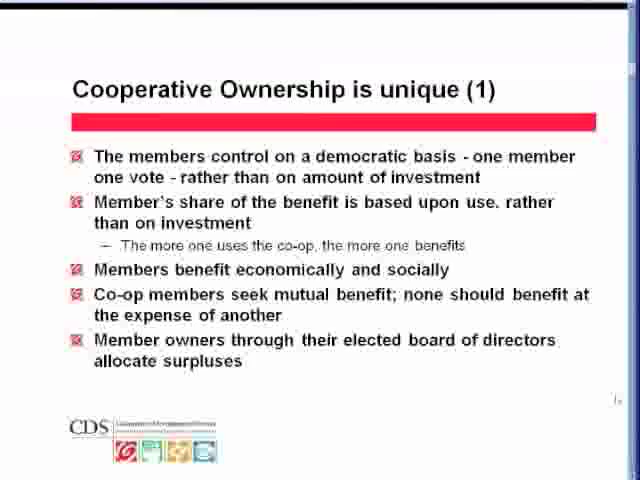 Cooperative Ownership is unique (1)
The members control on a democratic basis - one member
one vote - rather than on amount of investment
Member's share of the benefit is based upon use. rather
than on investment
– The more one uses the co-op, the more one benefits
Members benefit economically and socially
Co-op members seek mutual benefit; none should benefit at
the expense of another
Member owners through their elected board of directors
allocate surpluses
CDS